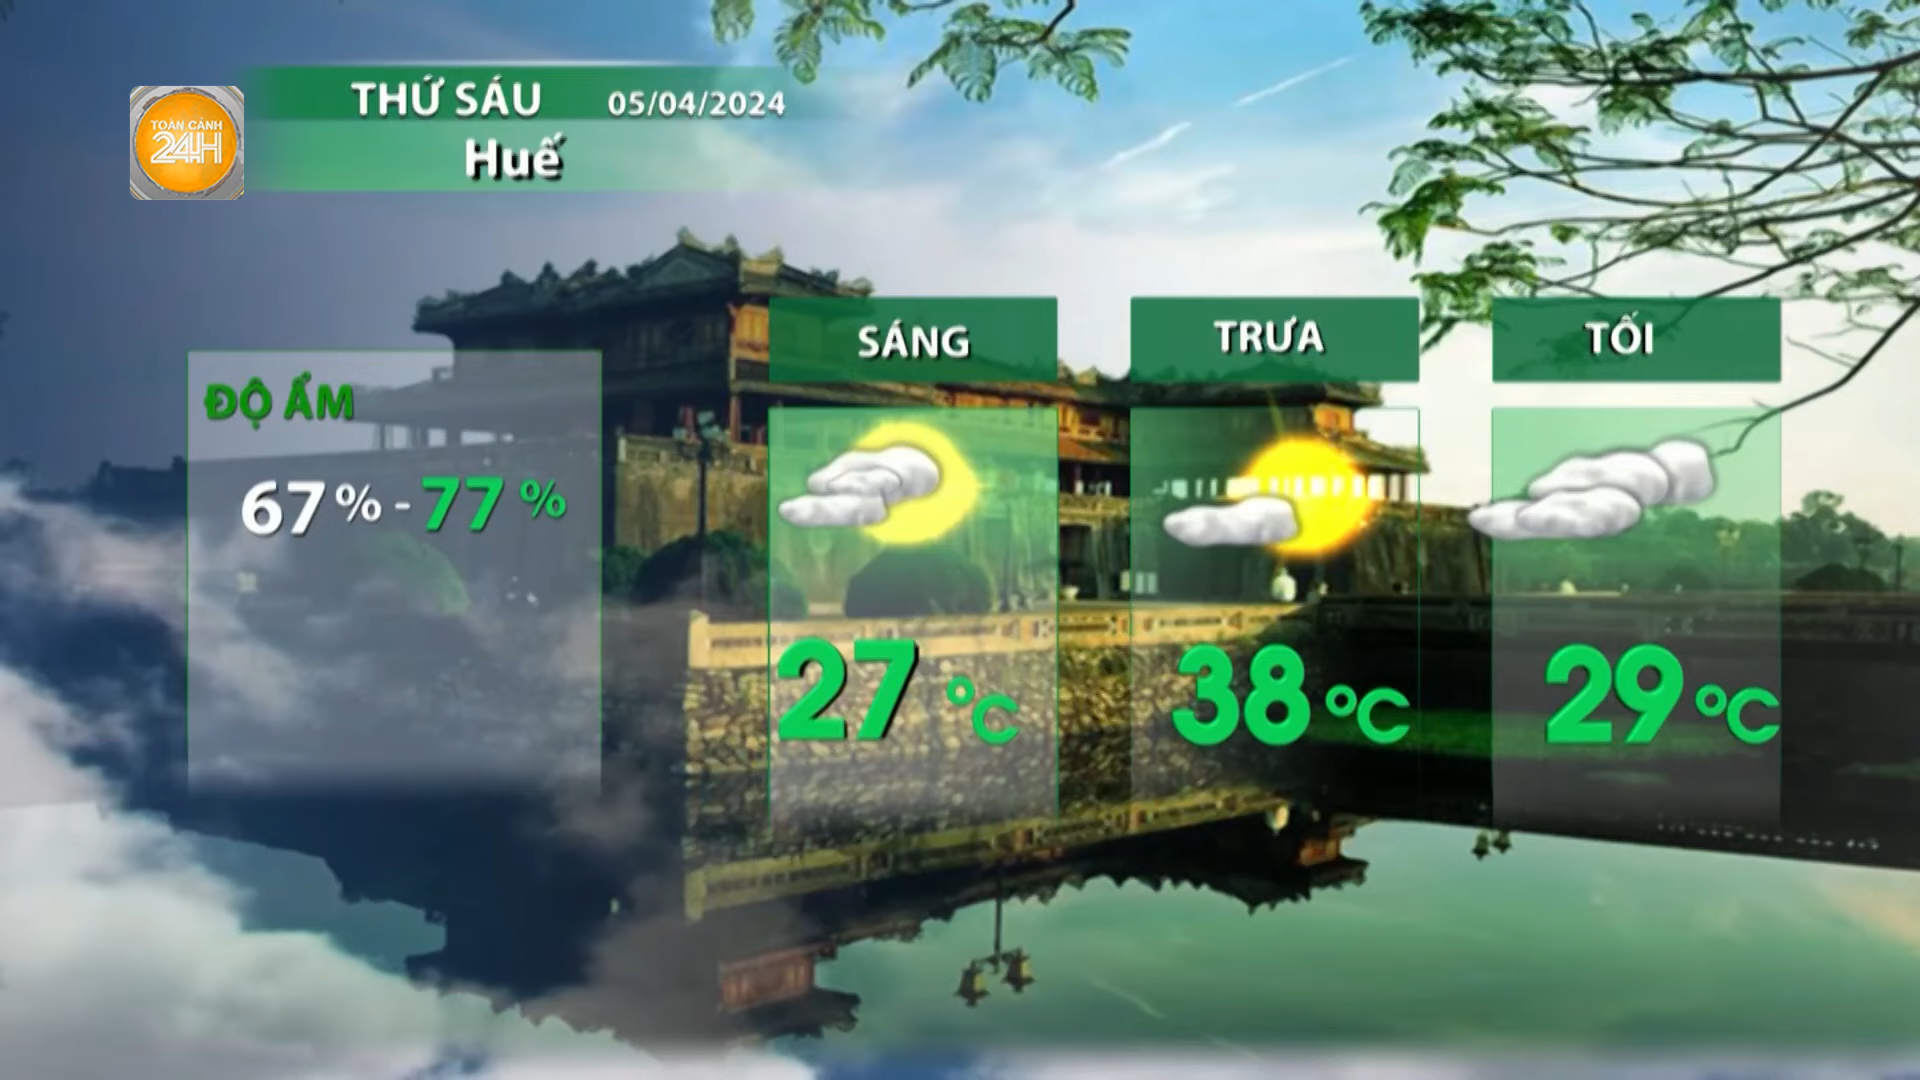 TOÀN CẢNH
24H
THỨ SÁU 05/04/2024
Huế
ĐỘ ẨM
67% - 77%
SÁNG
27 °C
TRƯA
38 °C
TỐI
29 °C